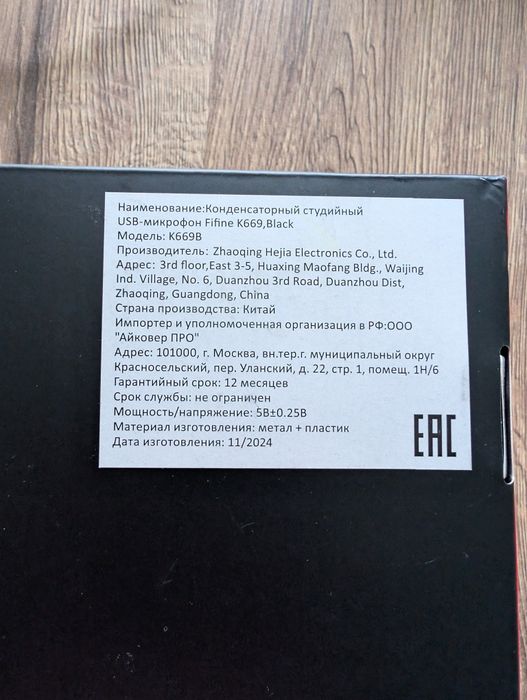 Наименование:Конденсаторный студийный
USB-микрофон Fifine K669,Black
Модель: K669B
Производитель: Zhaoqing Hejia Electronics Co., Ltd.
Адрес: 3rd floor,East 3-5, Huaxing Maofang Bldg., Waijing
Ind. Village, No. 6, Duanzhou 3rd Road, Duanzhou Dist,
Zhaoqing, Guangdong, China
Страна производства: Китай
Импортер и уполномоченная организация в РФ:ООО
"Айковер ПРО"
Адрес: 101000, г. Москва, вн.тер.г. муниципальный округ
Красносельский, пер. Уланский, д. 22, стр. 1, помещ. 1Н/6
Гарантийный срок: 12 месяцев
Срок службы: не ограничен
Мощность/напряжение: 5В±0.25В
Материал изготовления: метал + пластик
Дата изготовления: 11/2024
EAC